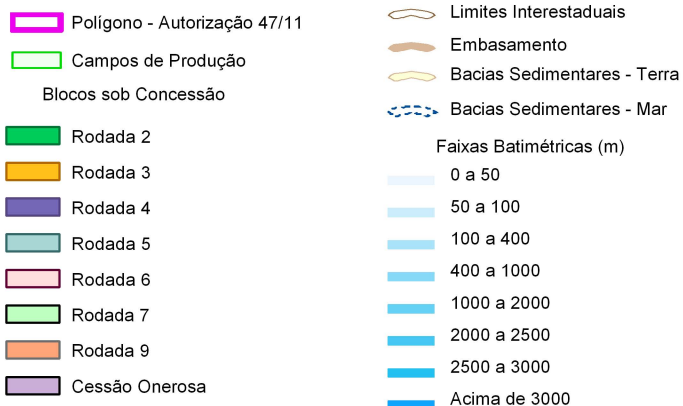 Polígono - Autorização 47/11
Campos de Produção
Blocos sob Concessão
Rodada 2
Rodada 3
Rodada 4
Rodada 5
Rodada 6
Rodada 7
Rodada 9
Cessão Onerosa
Limites Interestaduais
Embasamento
Bacias Sedimentares - Terra
Bacias Sedimentares - Mar
Faixas Batimétricas (m)
0 a 50
50 a 100
100 a 400
400 a 1000
1000 a 2000
2000 a 2500
2500 a 3000
Acima de 3000